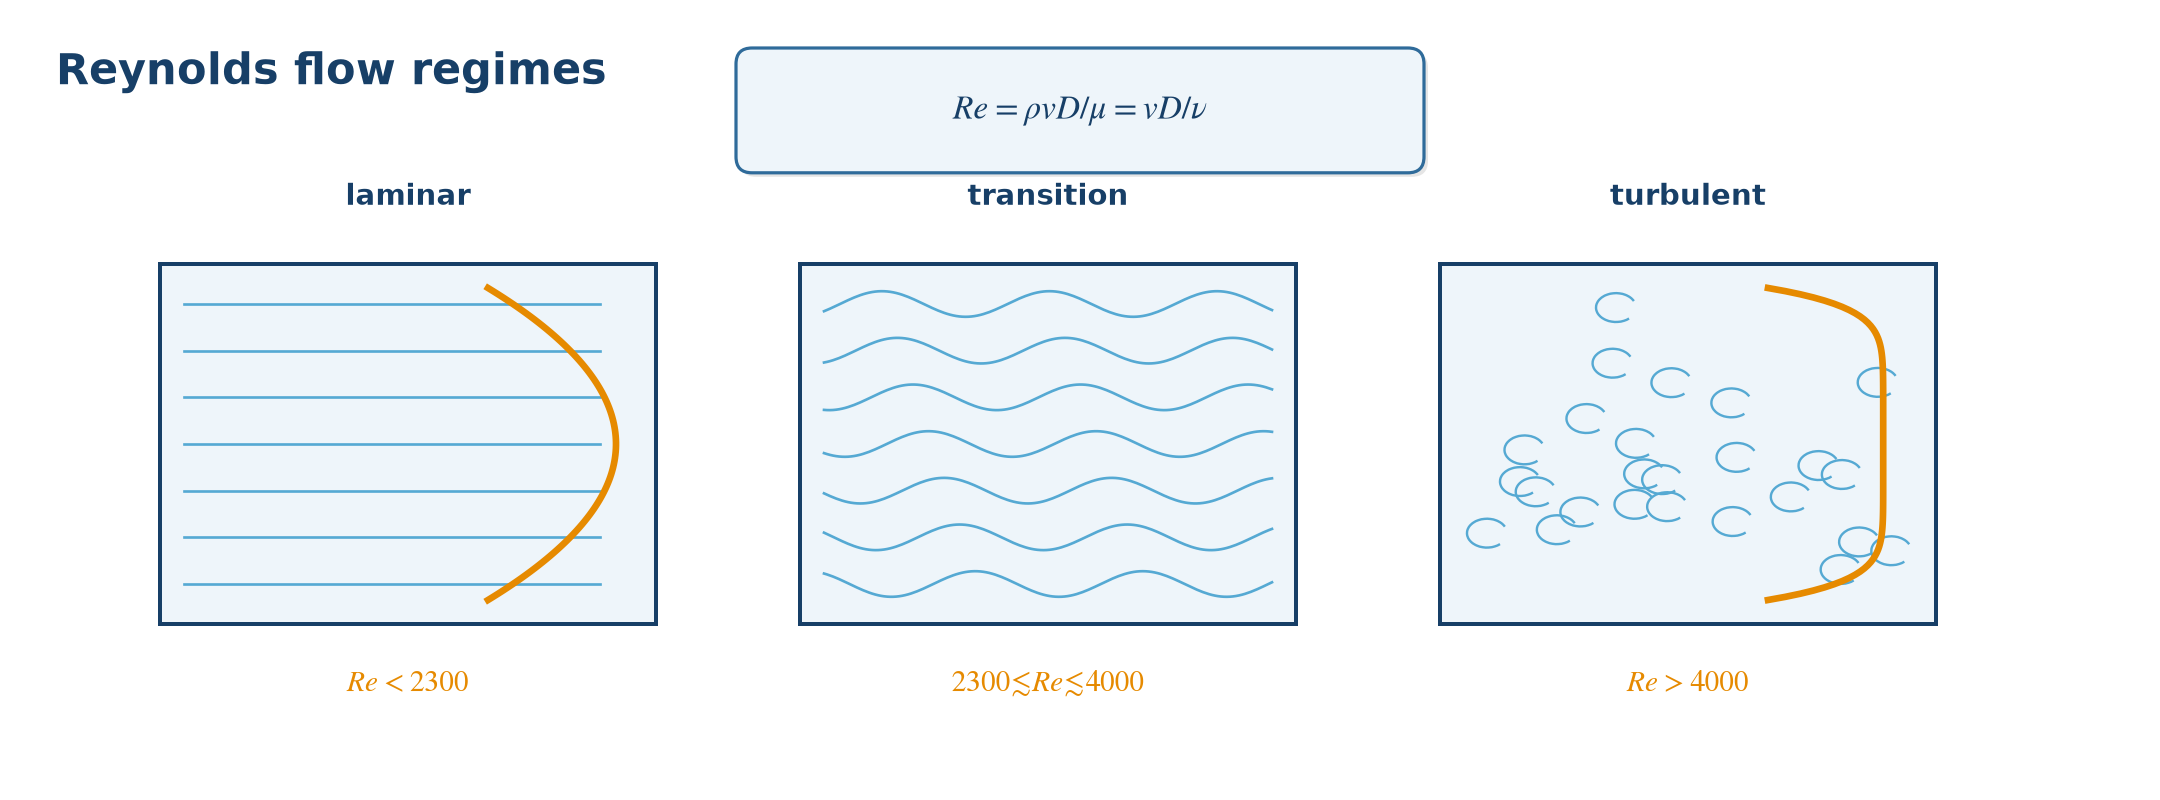 Reynolds flow regimes
Re = ρvD/μ = vD/ν
laminar
transition
turbulent
Re < 2300
2300≲Re≲4000
Re > 4000